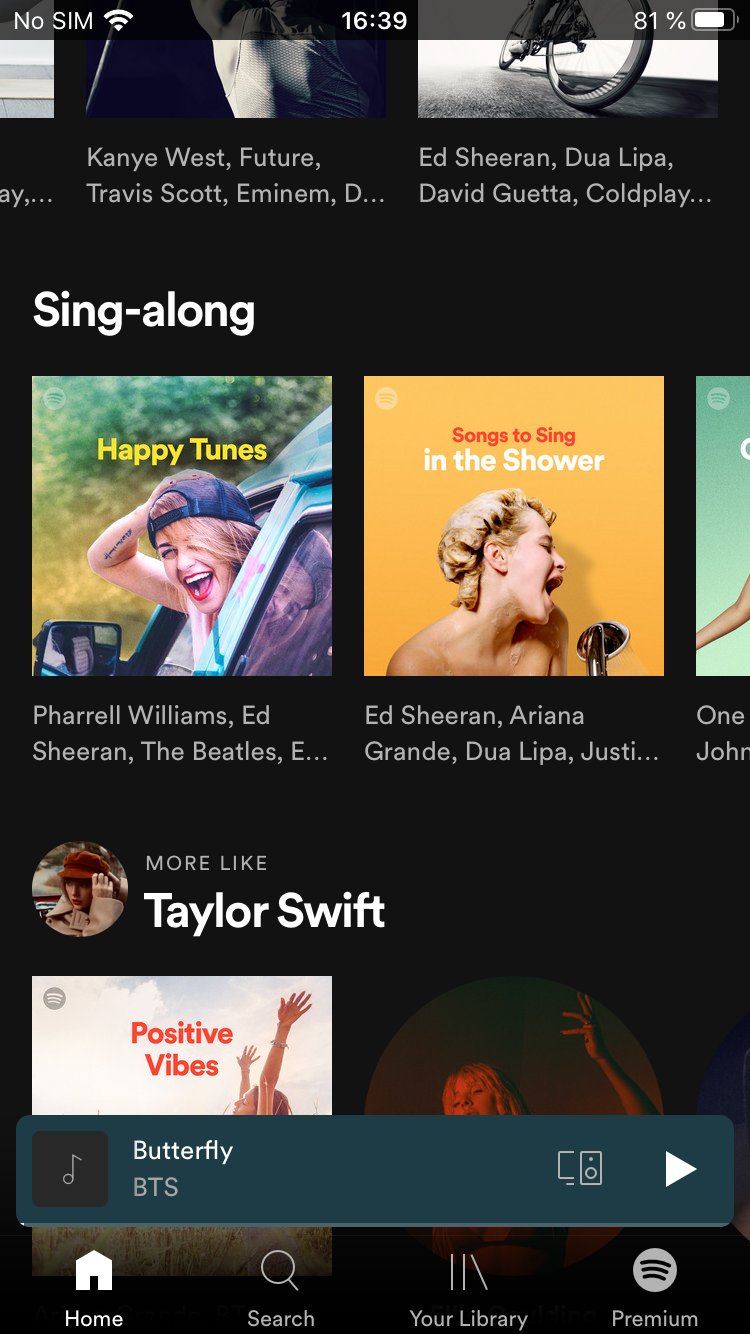 No SIM 16:39 81 %
ay,...
Kanye West, Future,
Travis Scott, Eminem, D...
Ed Sheeran, Dua Lipa,
David Guetta, Coldplay...
Sing-along
Happy Tunes
Songs to Sing
in the Shower
Pharrell Williams, Ed
Sheeran, The Beatles, E...
Ed Sheeran, Ariana
Grande, Dua Lipa, Justi...
One
John
MORE LIKE
Taylor Swift
Positive
Vibes
Butterfly
BTS
Home
Search
Your Library
Premium